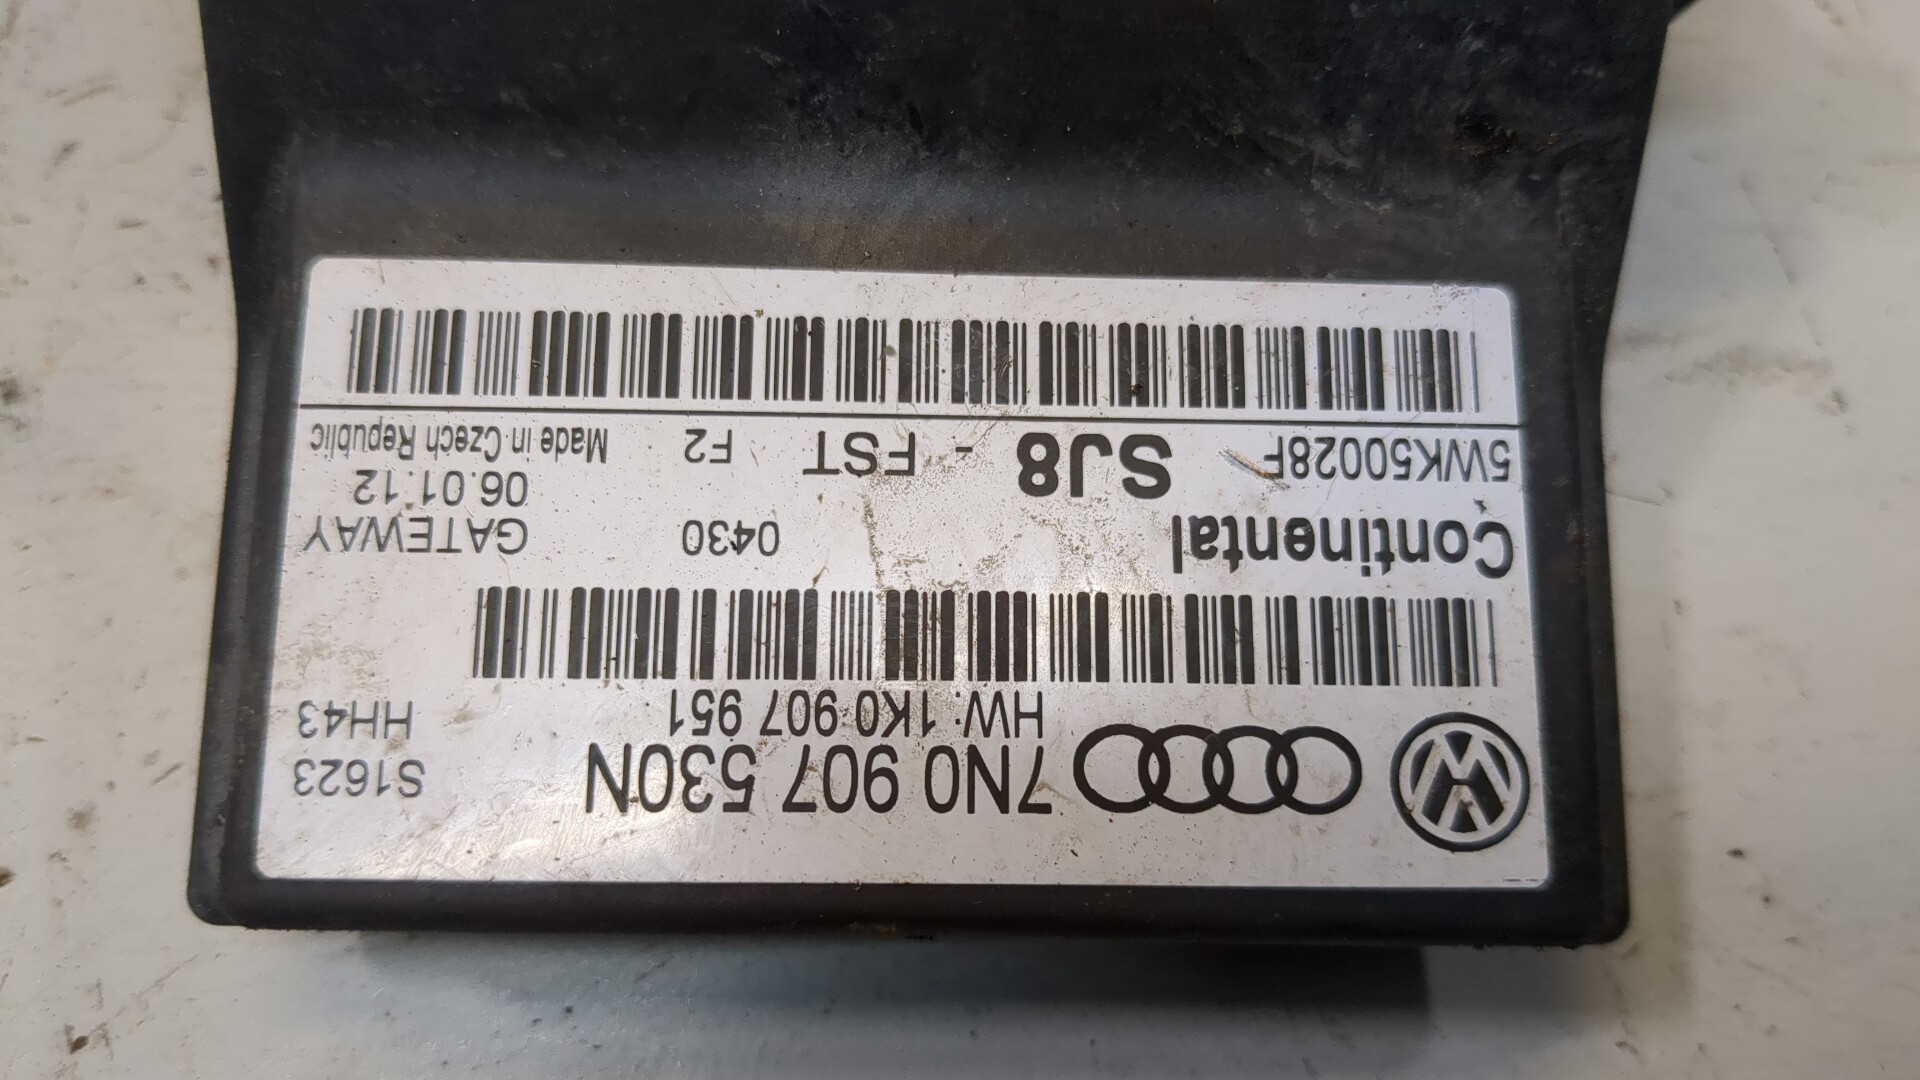 7N0 907 530N S1623
HW: 1K0 907 951 HH43
Continental 0430 GATEWAY
06.01.12
5WK50028F SJ8 - FST F2 Made in Czech Republic